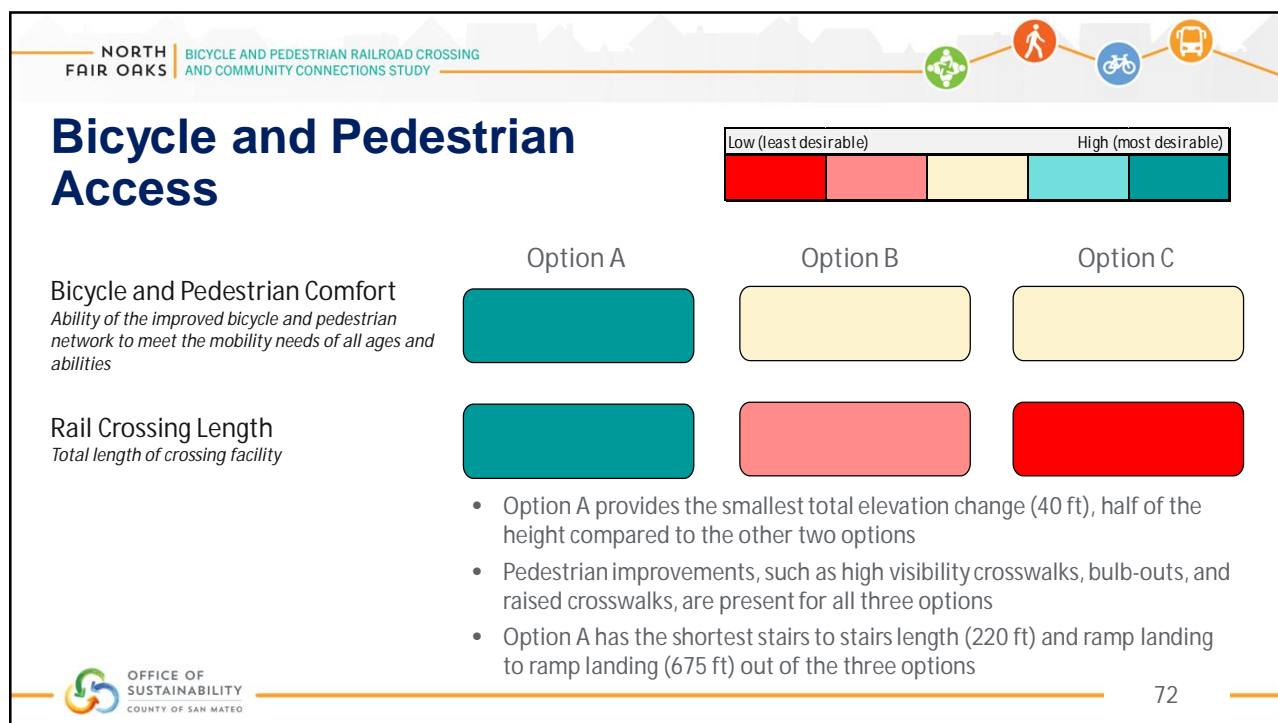 NORTH
FAIR OAKS
BICYCLE AND PEDESTRIAN RAILROAD CROSSING
AND COMMUNITY CONNECTIONS STUDY
Bicycle and Pedestrian
Access
Low (least desirable) High (most desirable)
Option A Option B Option C
Bicycle and Pedestrian Comfort
Ability of the improved bicycle and pedestrian
network to meet the mobility needs of all ages and
abilities
Rail Crossing Length
Total length of crossing facility
• Option A provides the smallest total elevation change (40 ft), half of the
height compared to the other two options
• Pedestrian improvements, such as high visibility crosswalks, bulb-outs, and
raised crosswalks, are present for all three options
• Option A has the shortest stairs to stairs length (220 ft) and ramp landing
to ramp landing (675 ft) out of the three options
OFFICE OF
SUSTAINABILITY
COUNTY OF SAN MATEO
72